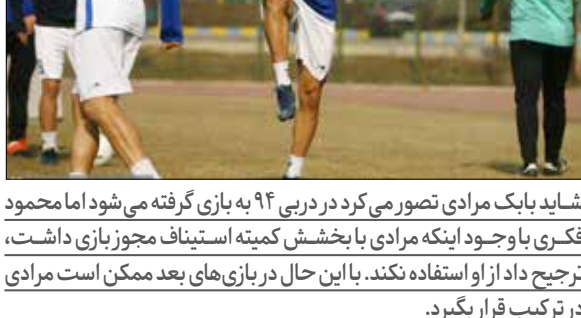 شاید بابک مرادی تصور می‌کرد در دربی ۹۴ به بازی گرفته می‌شود اما محمود
فکری با وجود اینکه مرادی با بخشش کمیته استیناف مجوز بازی داشت،
ترجیح داد از او استفاده نکند. با این حال در بازی‌های بعد ممکن است مرادی
در ترکیب قرار بگیرد.